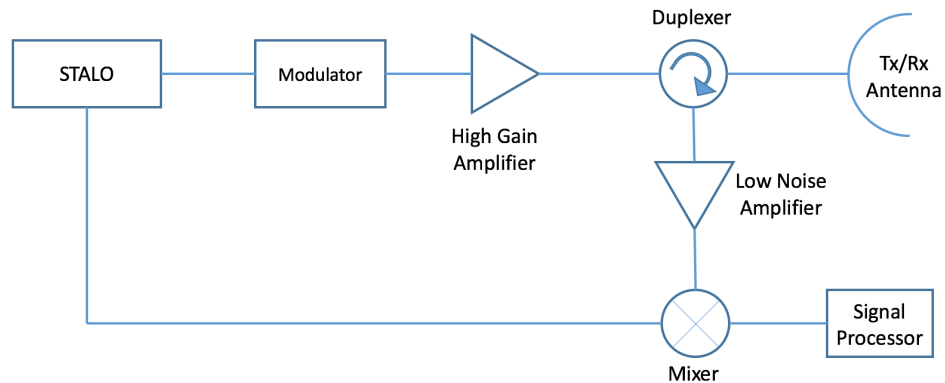 Duplexer
STALO
Modulator
Tx/Rx
Antenna
High Gain
Amplifier
Low Noise
Amplifier
Signal
Processor
Mixer